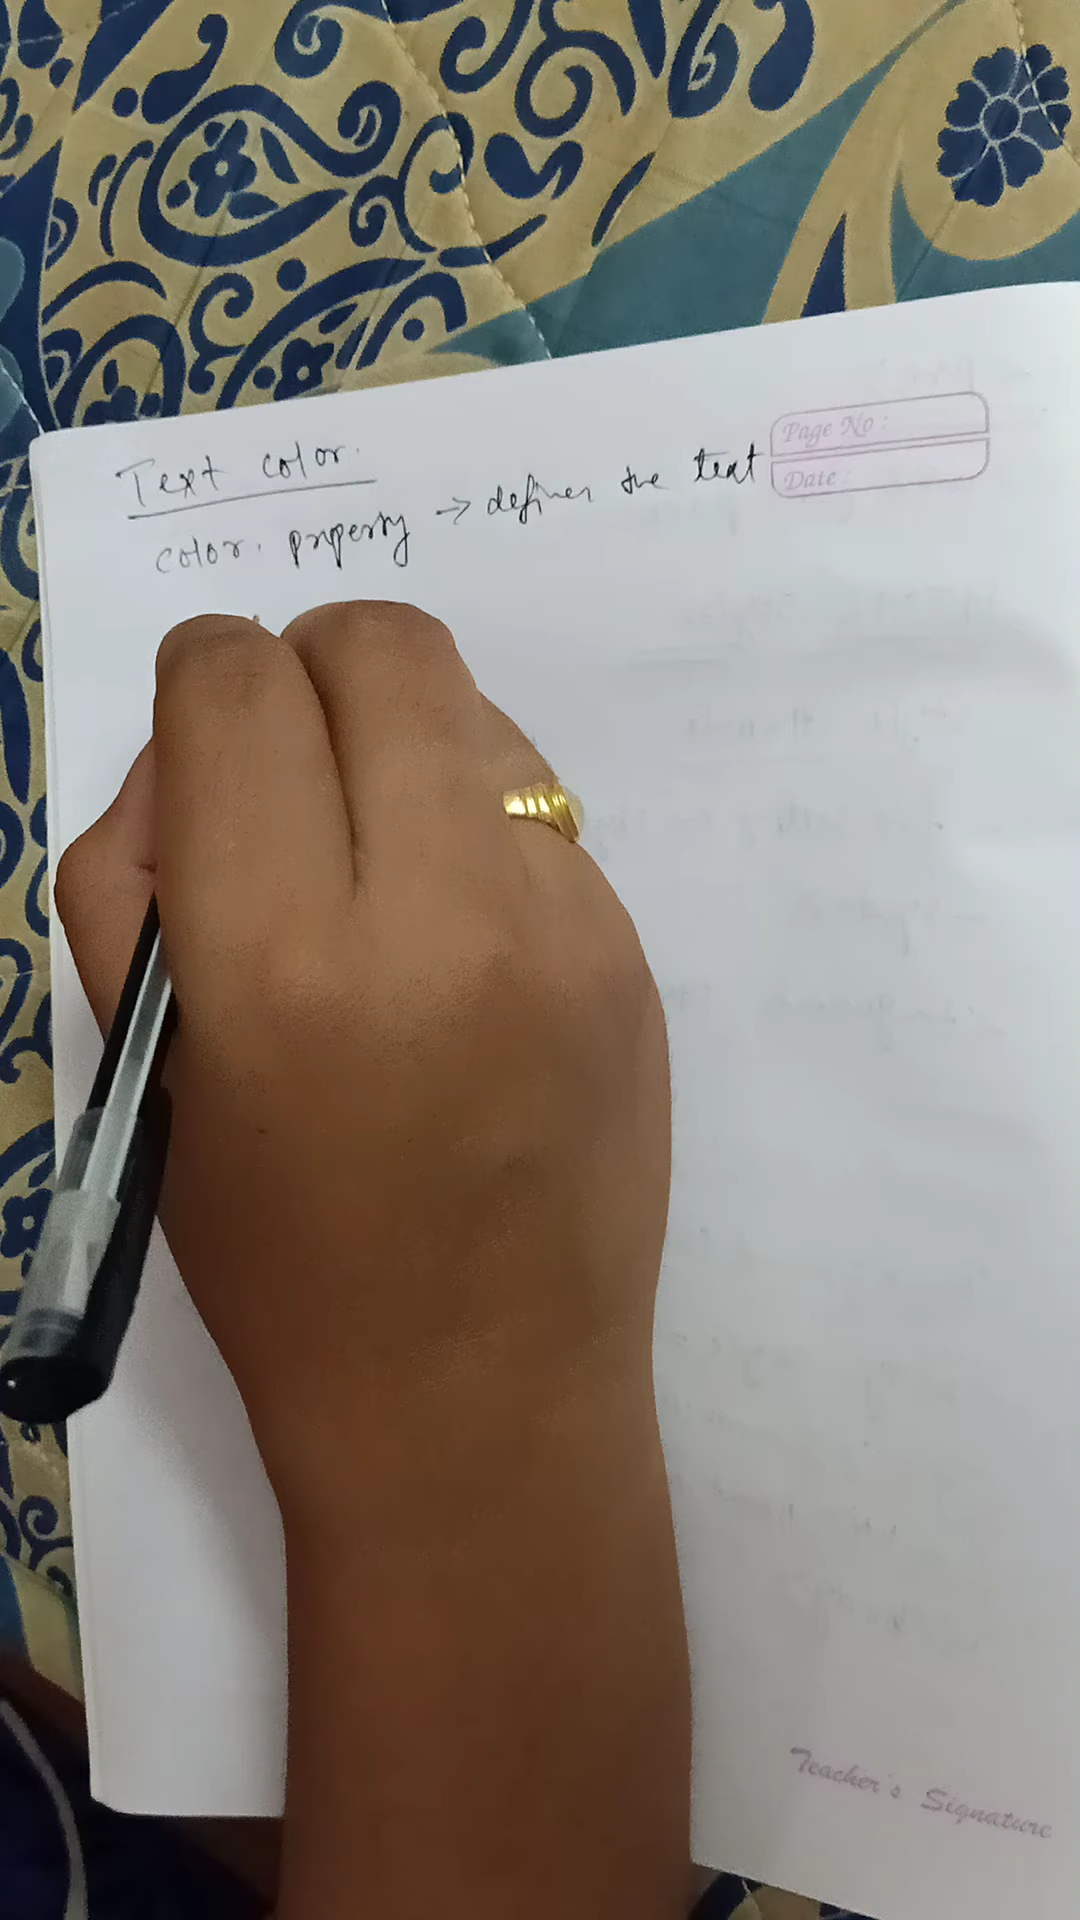 Page No :
Text color.
Date :
color. property → defines the text
Teacher's Signature